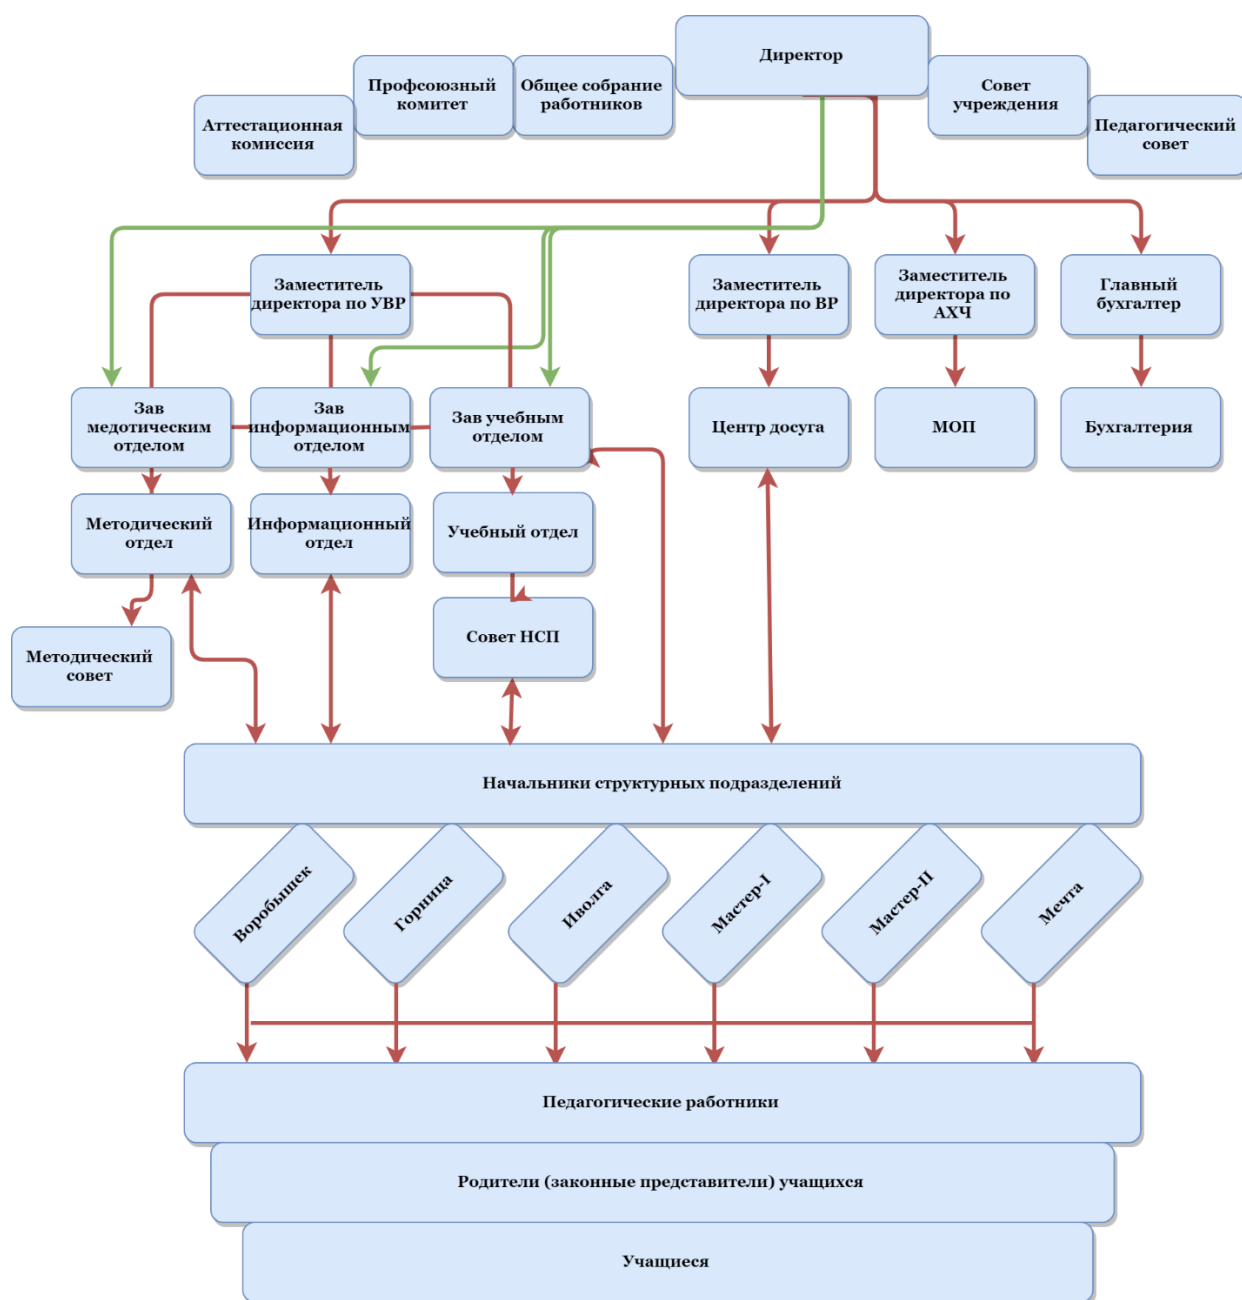 Директор
Профсоюзный
комитет
Общее собрание
работников
Совет
учреждения
Аттестационная
комиссия
Педагогический
совет
Заместитель
директора по УВР
Заместитель
директора по ВР
Заместитель
директора по
АХЧ
Главный
бухгалтер
Зав
медотическим
отделом
Зав
информационным
отделом
Зав учебным
отделом
Центр досуга
МОП
Бухгалтерия
Методический
отдел
Информационный
отдел
Учебный отдел
Методический
совет
Совет НСП
Начальники структурных подразделений
Воробышек
Горница
Иволга
Мастер-I
Мастер-II
Мечта
Педагогические работники
Родители (законные представители) учащихся
Учащиеся